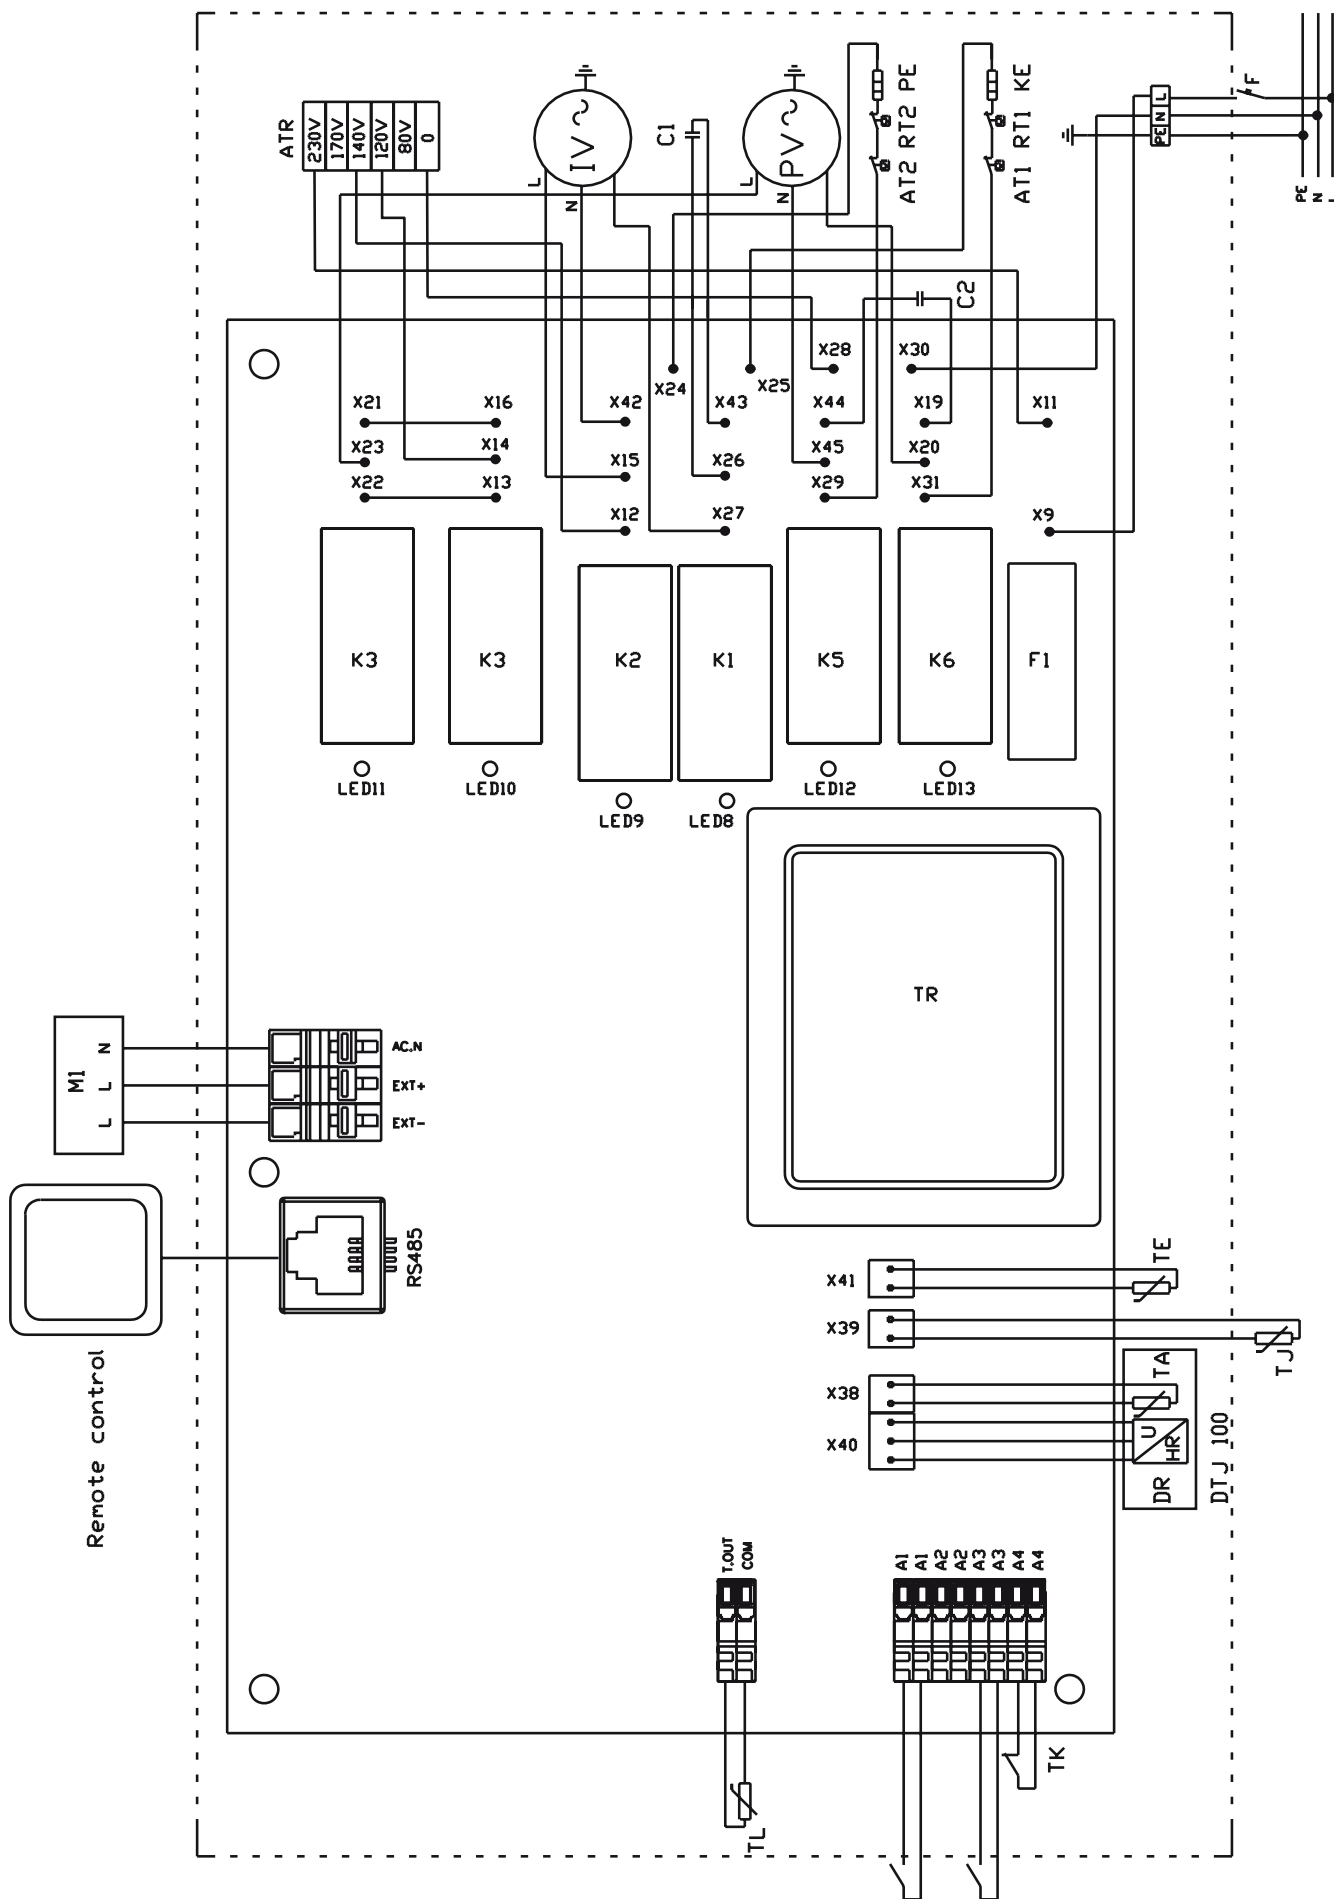 ATR
230V
170V
140V
120V
80V
0
L
IV
N
C1
L
PV
N
AT2 RT2 PE
AT1 RT1 KE
C2
L
N
PE
F
PE
N
X28
X30
X24
X25
X21
X16
X42
X43
X44
X19
X11
X23
X14
X15
X26
X45
X20
X22
X13
X12
X27
X29
X31
X9
K3
K3
K2
K1
K5
K6
F1
LED11
LED10
LED9
LED8
LED12
LED13
TR
M1
N
L
L
AC.N
EXT+
EXT-
RS485
Remote control
X41
TE
X39
TJ
X38
TA
X40
U
HR
DR
DTJ 100
T.OUT
COM
A1
A1
A2
A2
A3
A3
A4
A4
TL
TK